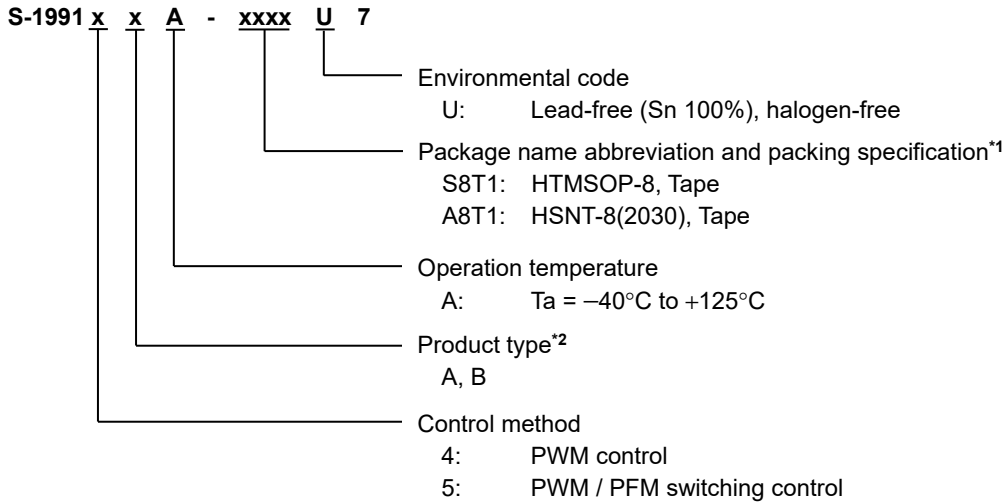 S-1991 x x A - xxxx U 7
Environmental code
U: Lead-free (Sn 100%), halogen-free
Package name abbreviation and packing specification*1
S8T1: HTMSOP-8, Tape
A8T1: HSNT-8(2030), Tape
Operation temperature
A: Ta = −40°C to +125°C
Product type*2
A, B
Control method
4: PWM control
5: PWM / PFM switching control